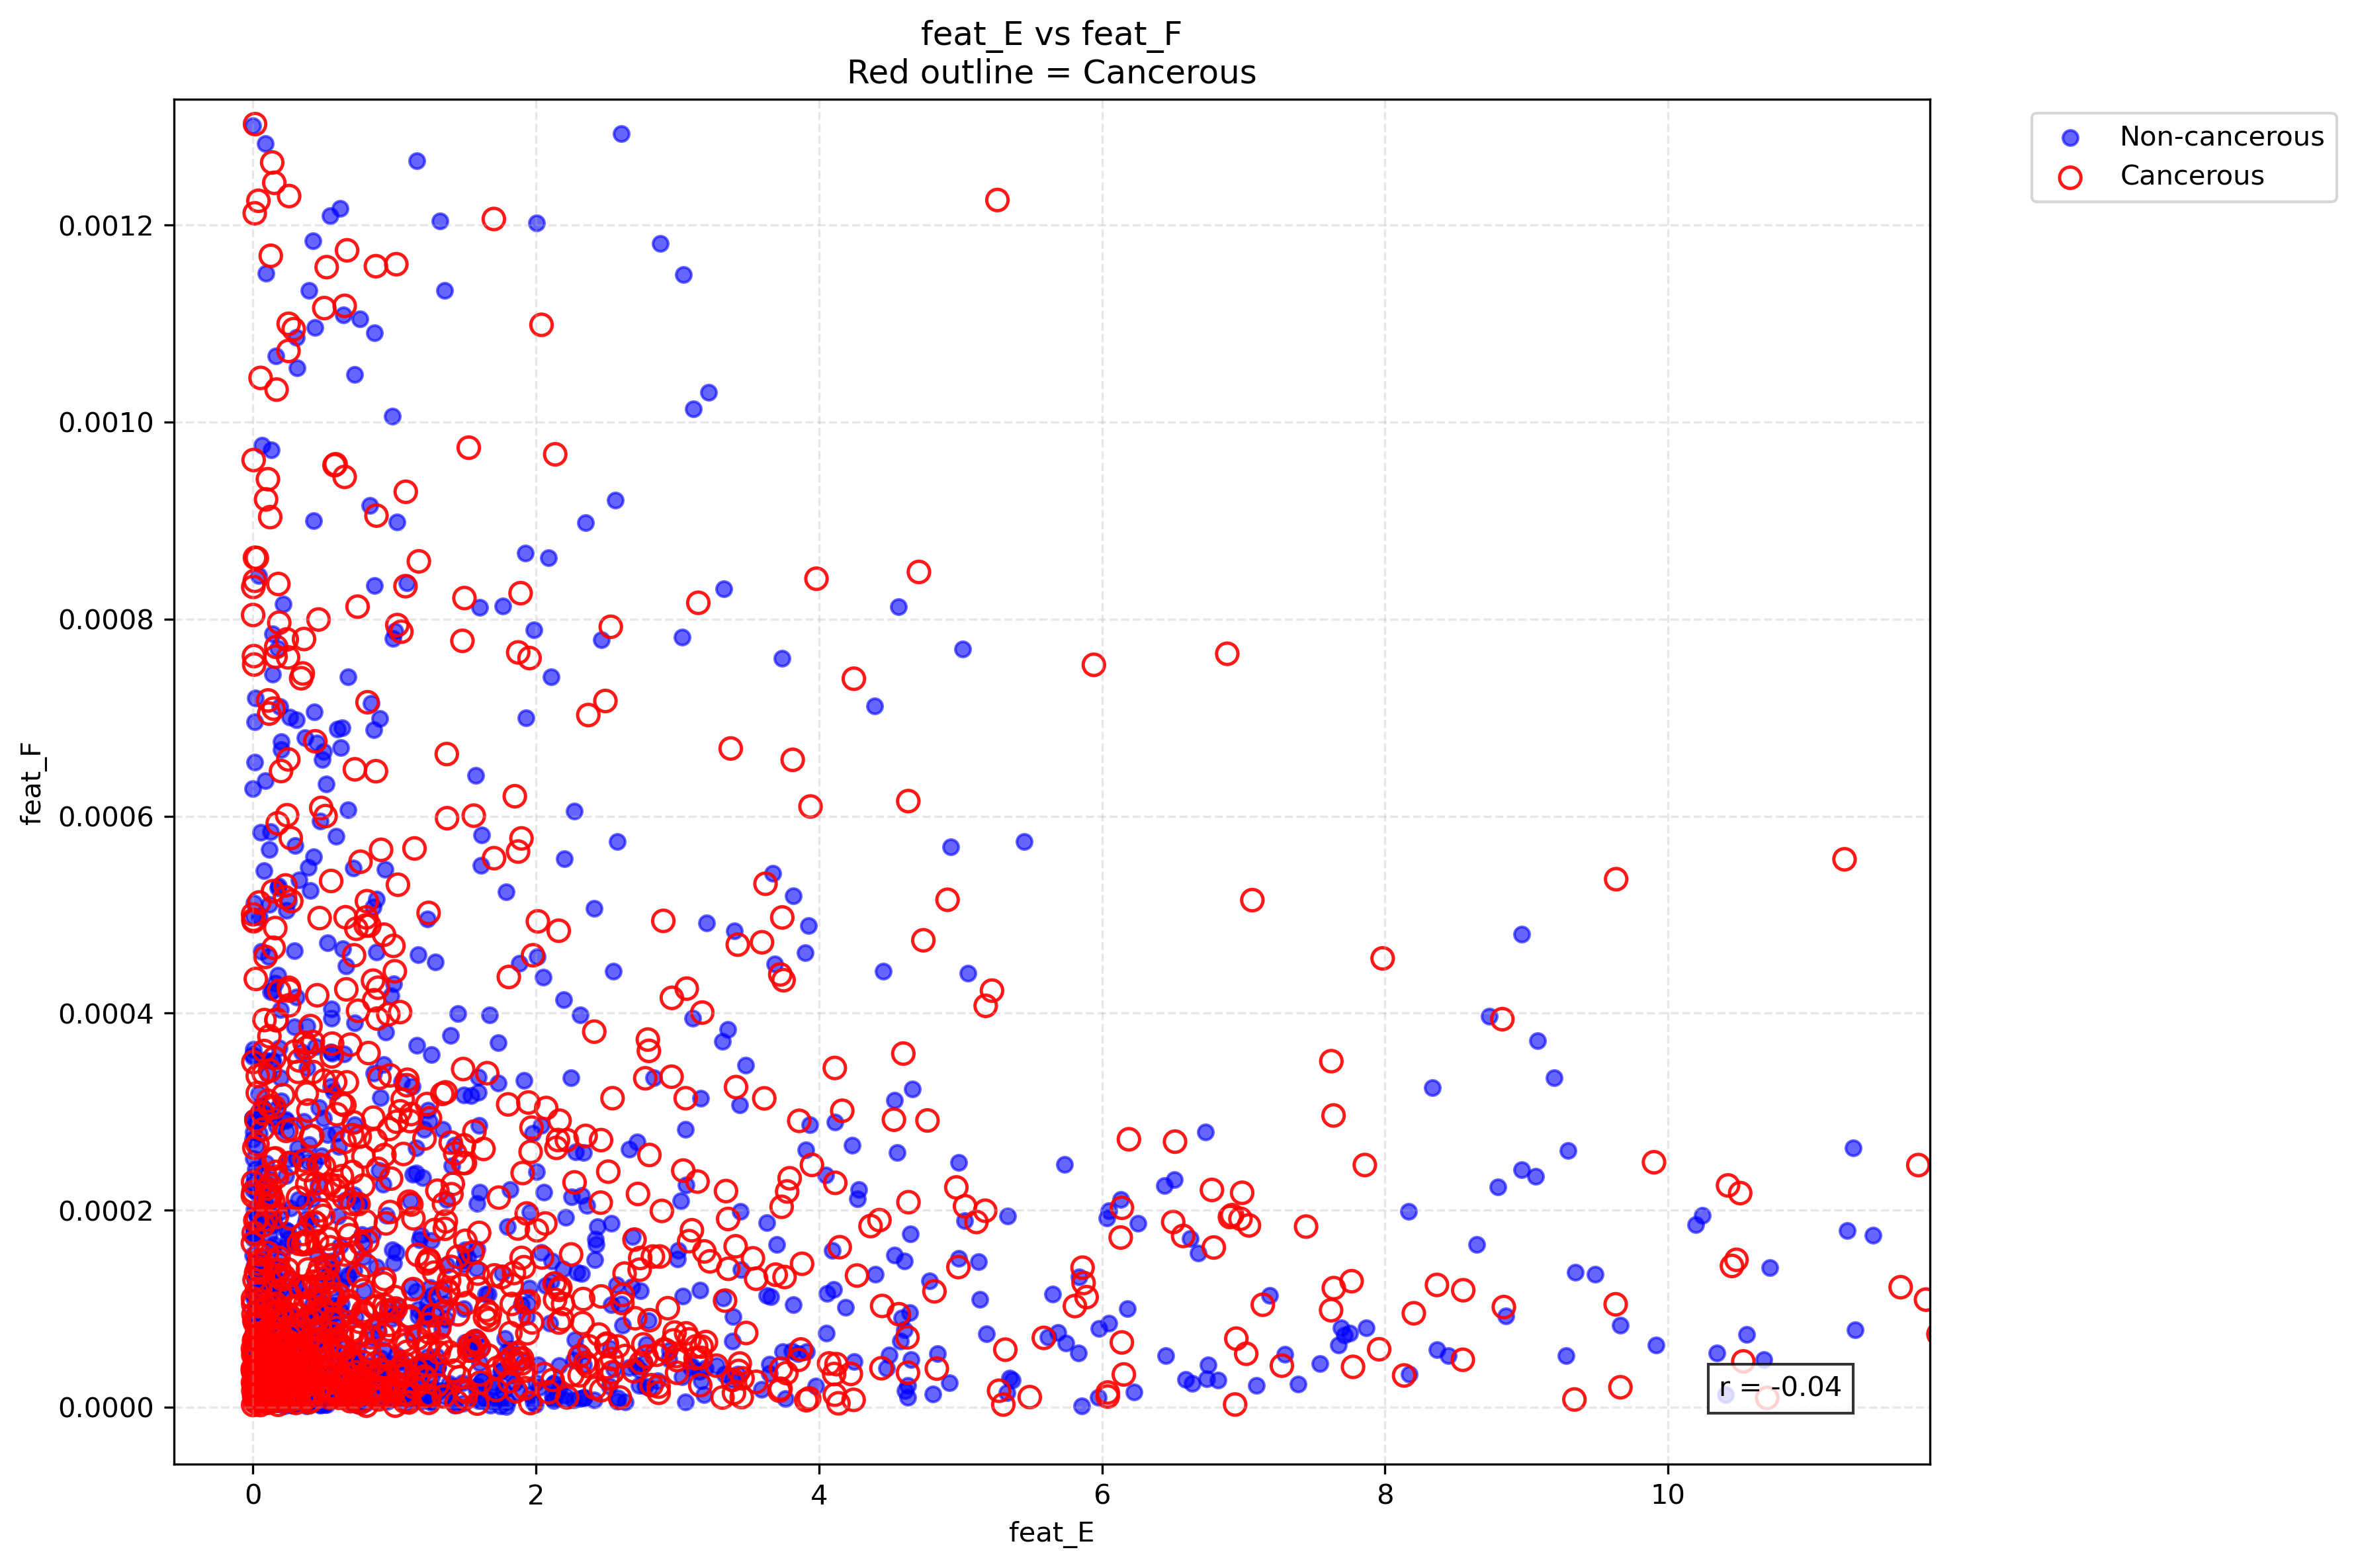 feat_E vs feat_F
Red outline = Cancerous
Non-cancerous
Cancerous
feat_F
0.0012
0.0010
0.0008
0.0006
0.0004
0.0002
0.0000
r = -0.04
0
2
4
6
8
10
feat_E